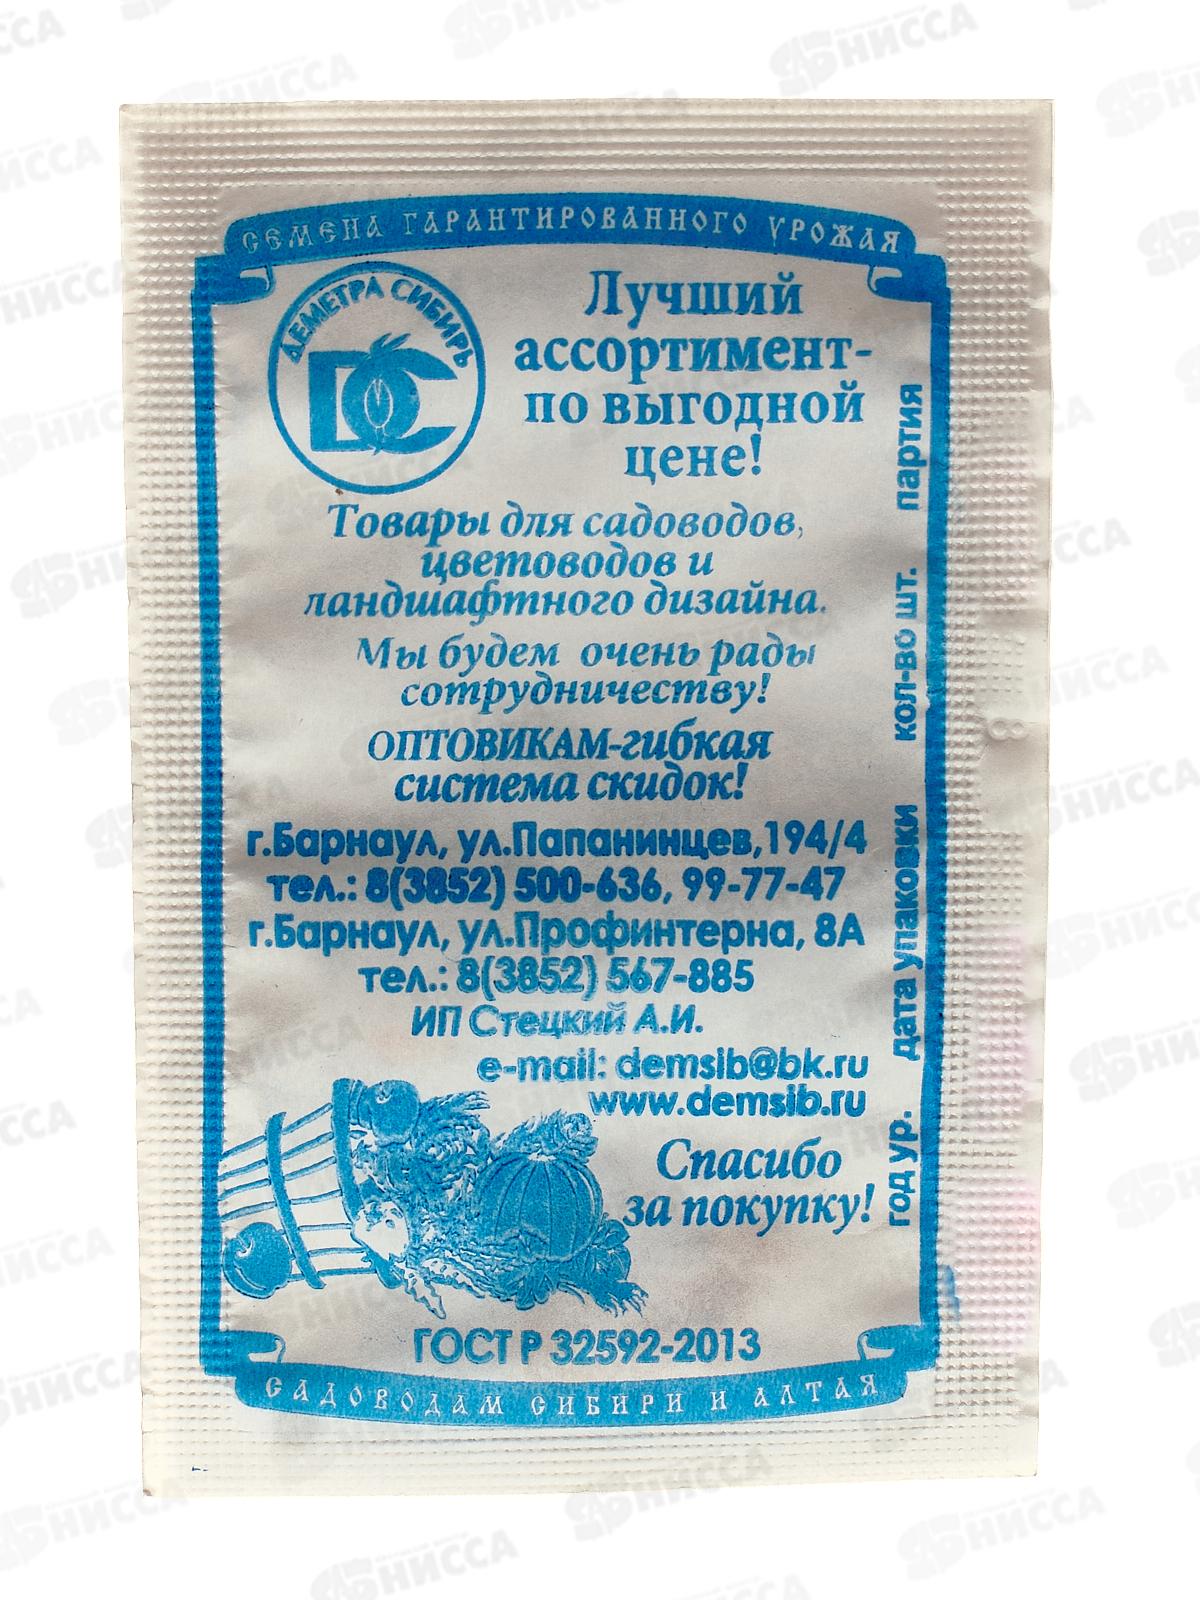 СЕМЕНА ГАРАНТИРОВАННОГО УРОЖАЯ
ДЕМЕТРА СИБИРЬ
ДС
Лучший
ассортимент-
по выгодной
цене!
Товары для садоводов,
цветоводов и
ландшафтного дизайна.
Мы будем очень рады
сотрудничеству!
ОПТОВИКАМ-гибкая
система скидок!
г.Барнаул, ул.Папанинцев,194/4
тел.: 8(3852) 500-636, 99-77-47
г.Барнаул, ул.Профинтерна, 8А
тел.: 8(3852) 567-885
ИП Стецкий А.И.
e-mail: demsib@bk.ru
www.demsib.ru
Спасибо
за покупку!
год ур. дата упаковки кол-во шт. партия
ГОСТ Р 32592-2013
САДОВОДАМ СИБИРИ И АЛТАЯ
НИССА